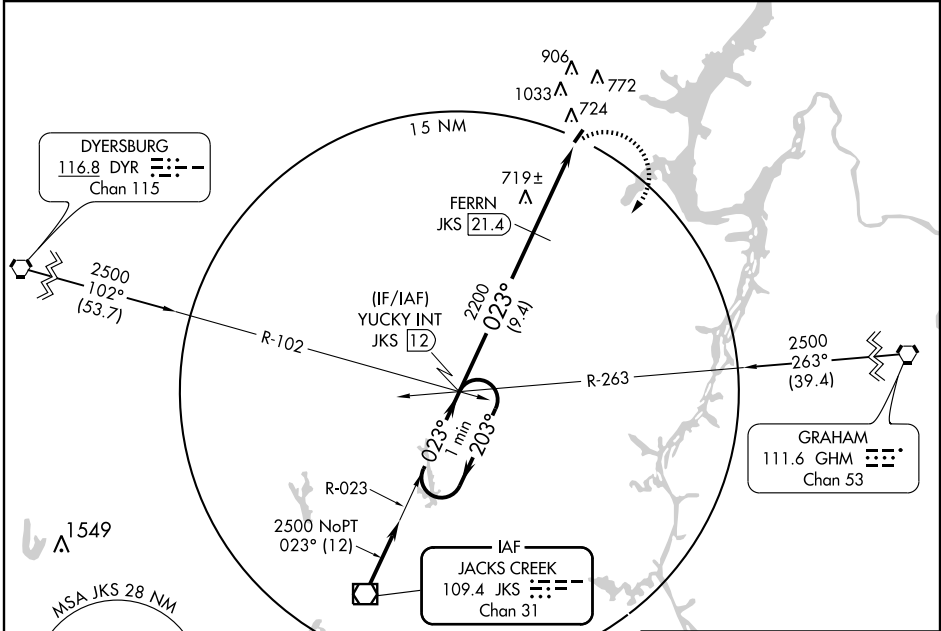 906
772
1033
724
15 NM
DYERSBURG
116.8 DYR
Chan 115
719±
FERRN
JKS 21.4
2500
102°
(53.7)
2200
023°
(9.4)
(IF/IAF)
YUCKY INT
JKS 12
R-102
2500
263°
(39.4)
R-263
023°
1 min
203°
GRAHAM
111.6 GHM
Chan 53
R-023
2500 NoPT
023° (12)
1549
IAF
JACKS CREEK
109.4 JKS
Chan 31
MSA JKS 28 NM